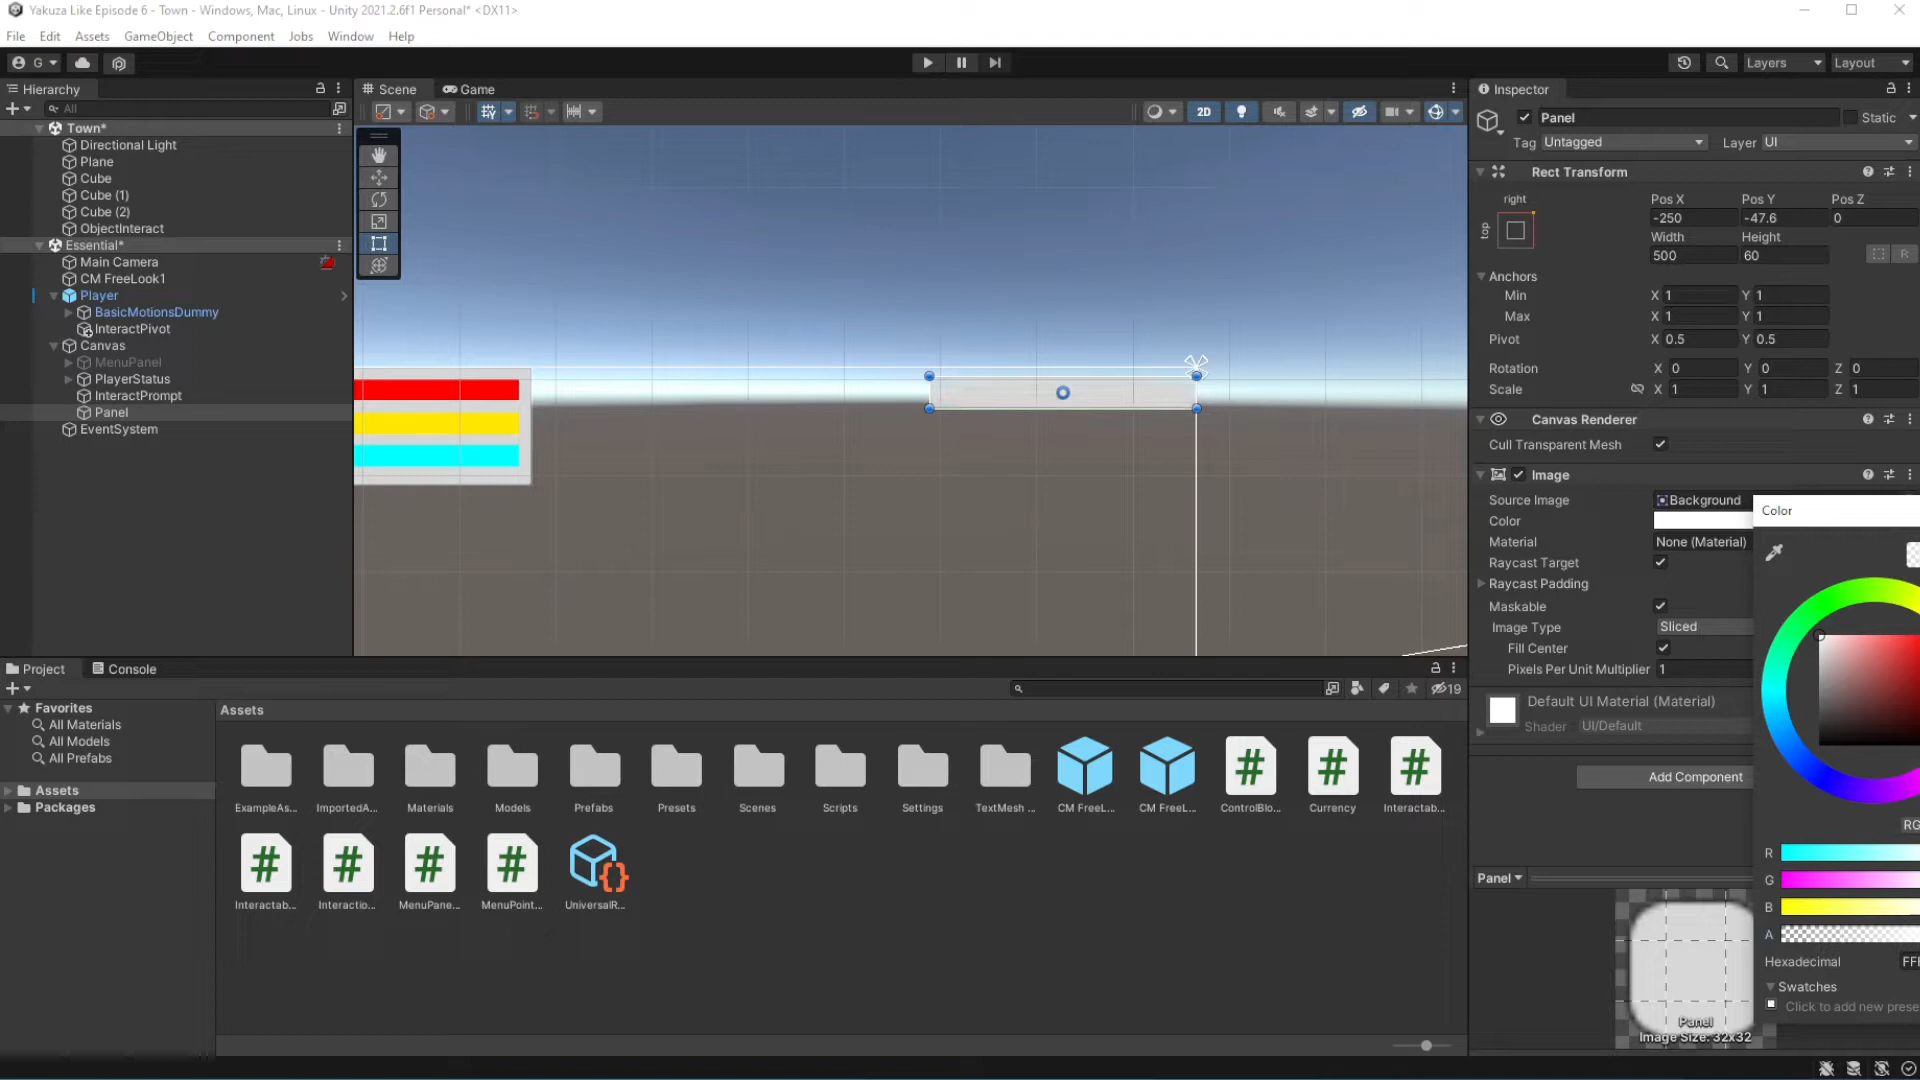 Yakuza Like Episode 6 - Town - Windows, Mac, Linux - Unity 2021.2.6f1 Personal* <DX11>
File Edit Assets GameObject Component Jobs Window Help
G Layers Layout
Hierarchy Scene Game Inspector
All 2D Panel Static
Town*
Directional Light
Plane
Cube
Cube (1)
Cube (2)
ObjectInteract
Essential*
Main Camera
CM FreeLook1
Player
BasicMotionsDummy
InteractPivot
Canvas
MenuPanel
PlayerStatus
InteractPrompt
Panel
EventSystem
Tag Untagged Layer UI
Rect Transform
right Pos X Pos Y Pos Z
top -250 -47.6 0
Width Height
500 60 R
Anchors
Min X 1 Y 1
Max X 1 Y 1
Pivot X 0.5 Y 0.5
Rotation X 0 Y 0 Z 0
Scale X 1 Y 1 Z 1
Canvas Renderer
Cull Transparent Mesh
Image
Source Image Background
Color
Material None (Material)
Raycast Target
Raycast Padding
Maskable
Image Type Sliced
Fill Center
Pixels Per Unit Multiplier 1
Default UI Material (Material)
Shader UI/Default
Add Component
Color
RG
R
G
B
A
Hexadecimal FFF
Swatches
Click to add new prese
Panel
Panel
Image Size: 32x32
Project Console
19
Favorites
All Materials
All Models
All Prefabs
Assets
Packages
Assets
ExampleAs... ImportedA... Materials Models Prefabs Presets Scenes Scripts Settings TextMesh ... CM FreeL... CM FreeL... ControlBlo... Currency Interactab...
Interactab... Interactio... MenuPane... MenuPoint... UniversalR...